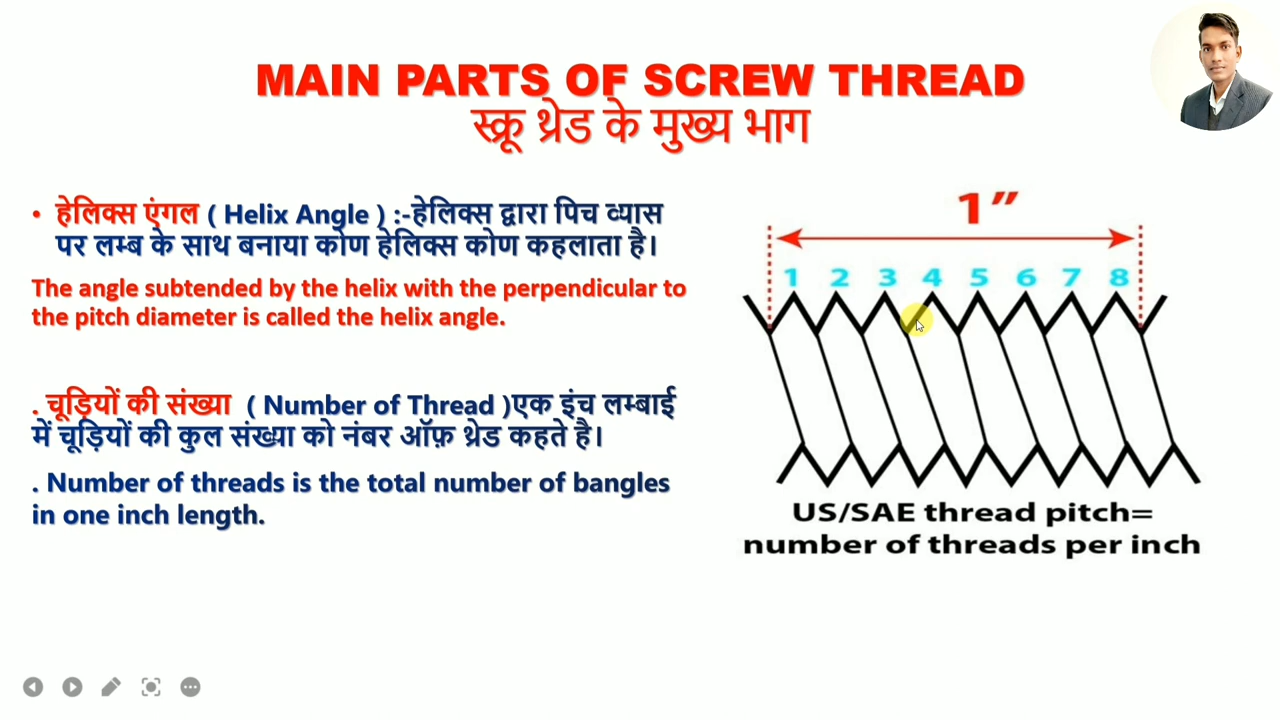 MAIN PARTS OF SCREW THREAD
स्क्रू थ्रेड के मुख्य भाग
• हेलिक्स एंगल ( Helix Angle ) :-हेलिक्स द्वारा पिच व्यास
पर लम्ब के साथ बनाया कोण हेलिक्स कोण कहलाता है।
The angle subtended by the helix with the perpendicular to
the pitch diameter is called the helix angle.
. चूड़ियों की संख्या ( Number of Thread )एक इंच लम्बाई
में चूड़ियों की कुल संख्या को नंबर ऑफ़ थ्रेड कहते है।
. Number of threads is the total number of bangles
in one inch length.
1”
1 2 3 4 5 6 7 8
US/SAE thread pitch=
number of threads per inch